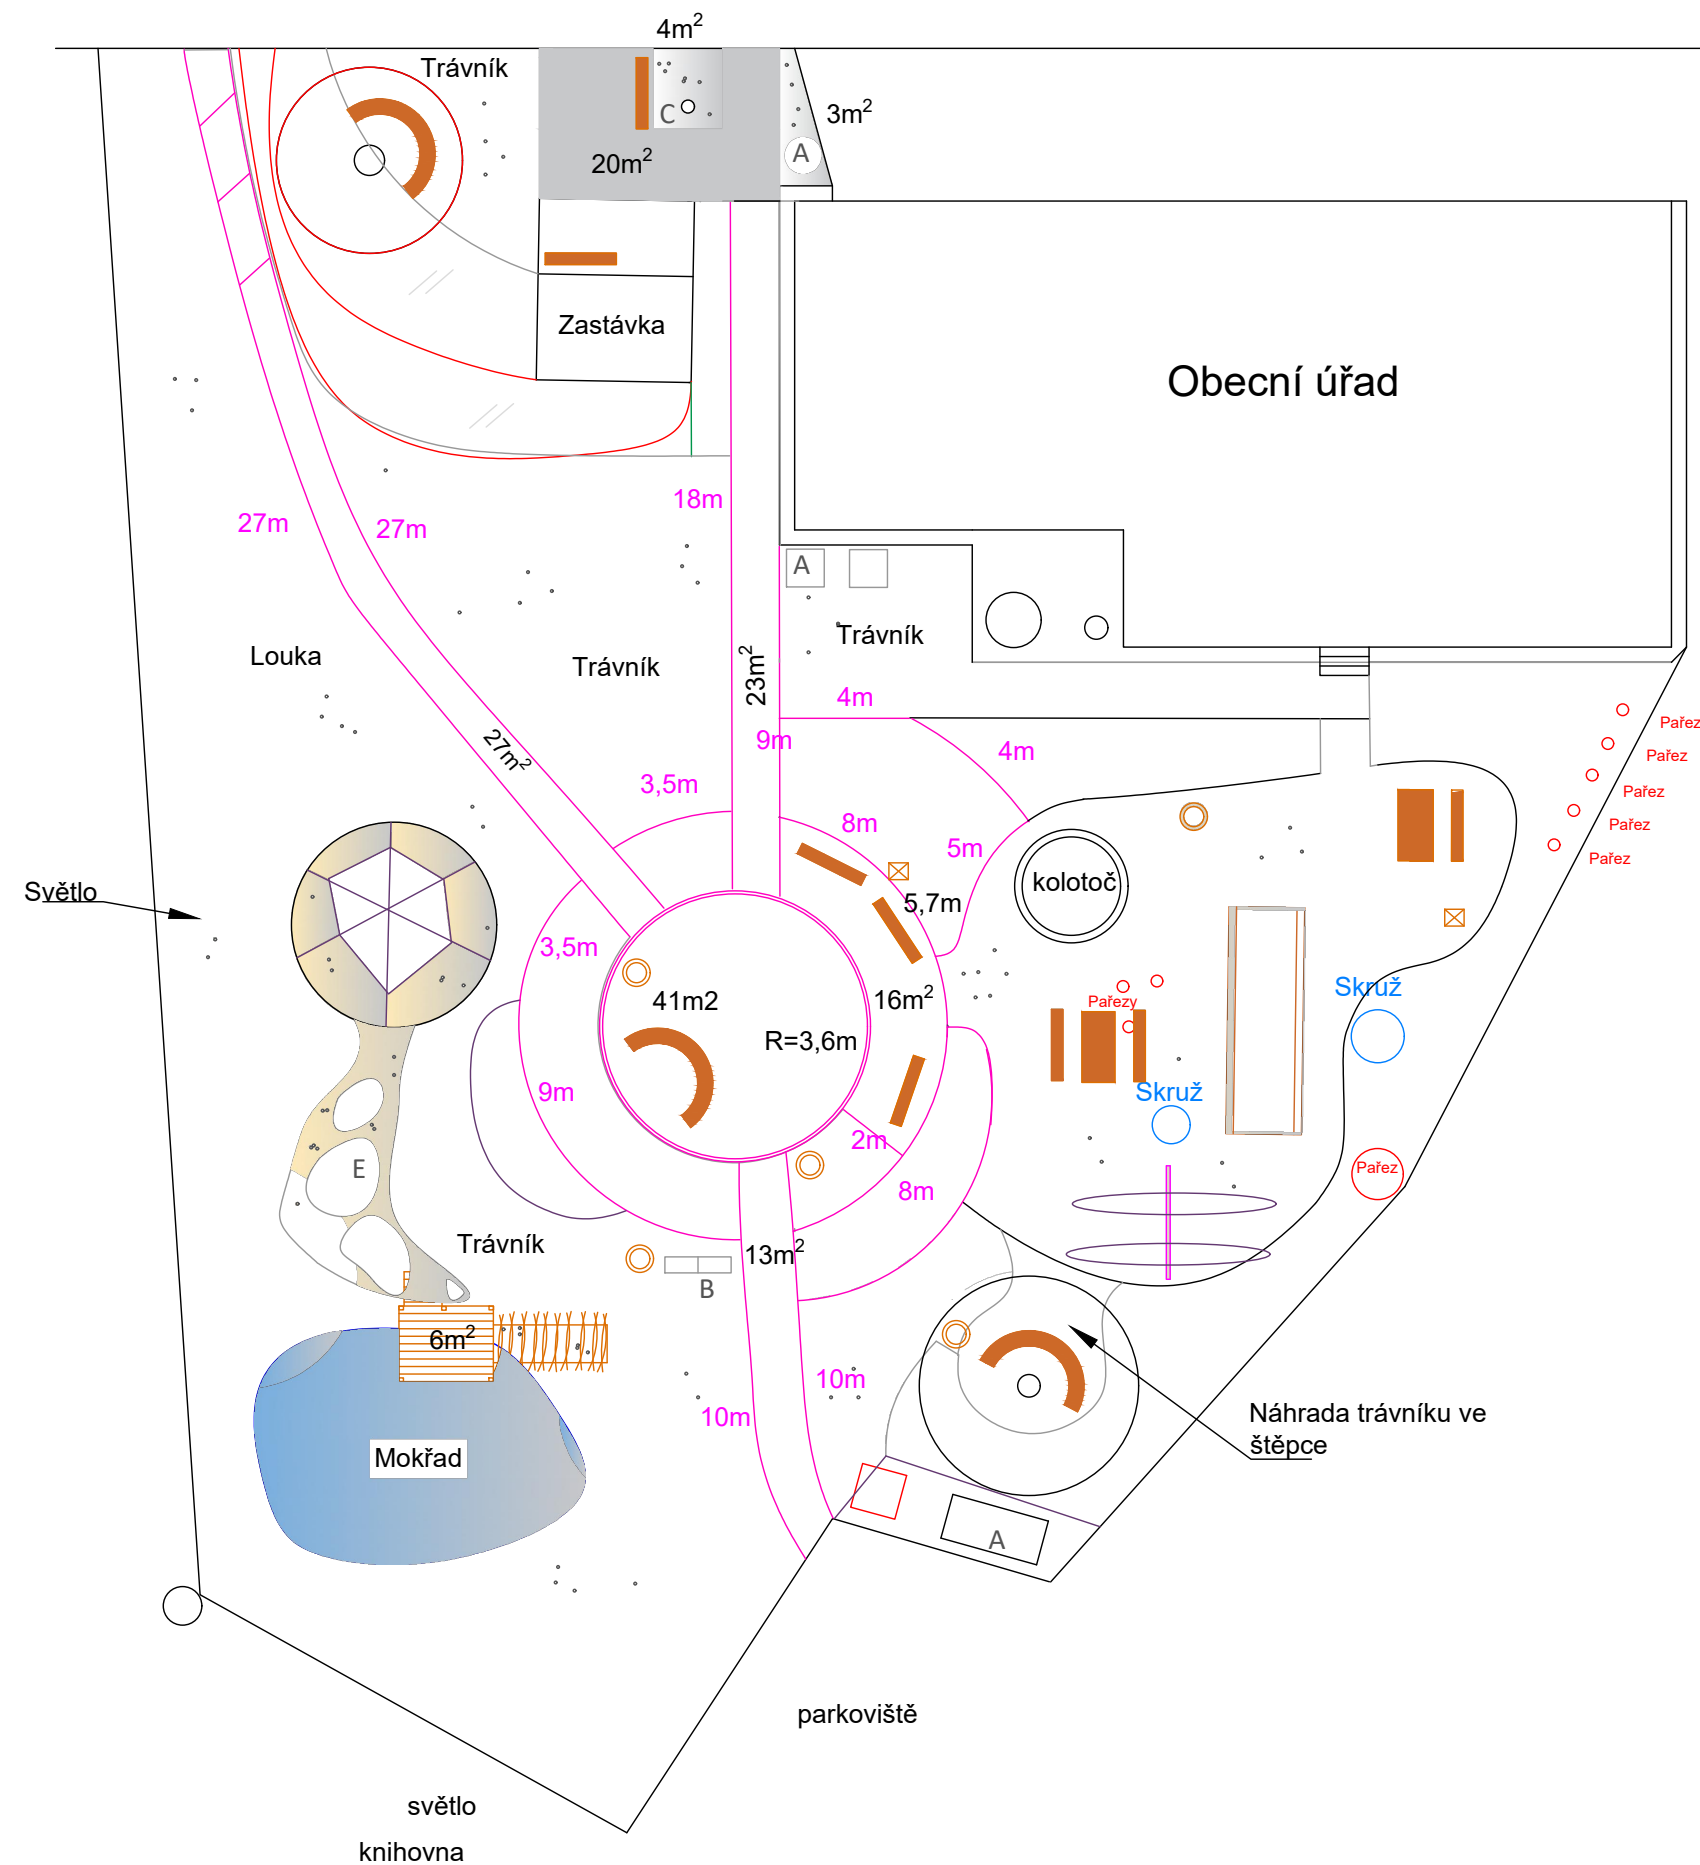 4m²
Trávník
C
3m²
20m²
A
Zastávka
Obecní úřad
18m
27m
27m
A
Trávník
Louka
Trávník
23m²
4m
Pařez
9m
4m
27m²
Pařez
3,5m
Pařez
8m
Pařez
5m
Pařez
kolotoč
Světlo
5,7m
3,5m
Skruž
41m2
16m²
Pařezy
R=3,6m
9m
Skruž
2m
E
Pařez
8m
Trávník
13m²
B
6m²
10m
10m
Náhrada trávníku ve
štěpce
Mokřad
A
parkoviště
světlo
knihovna